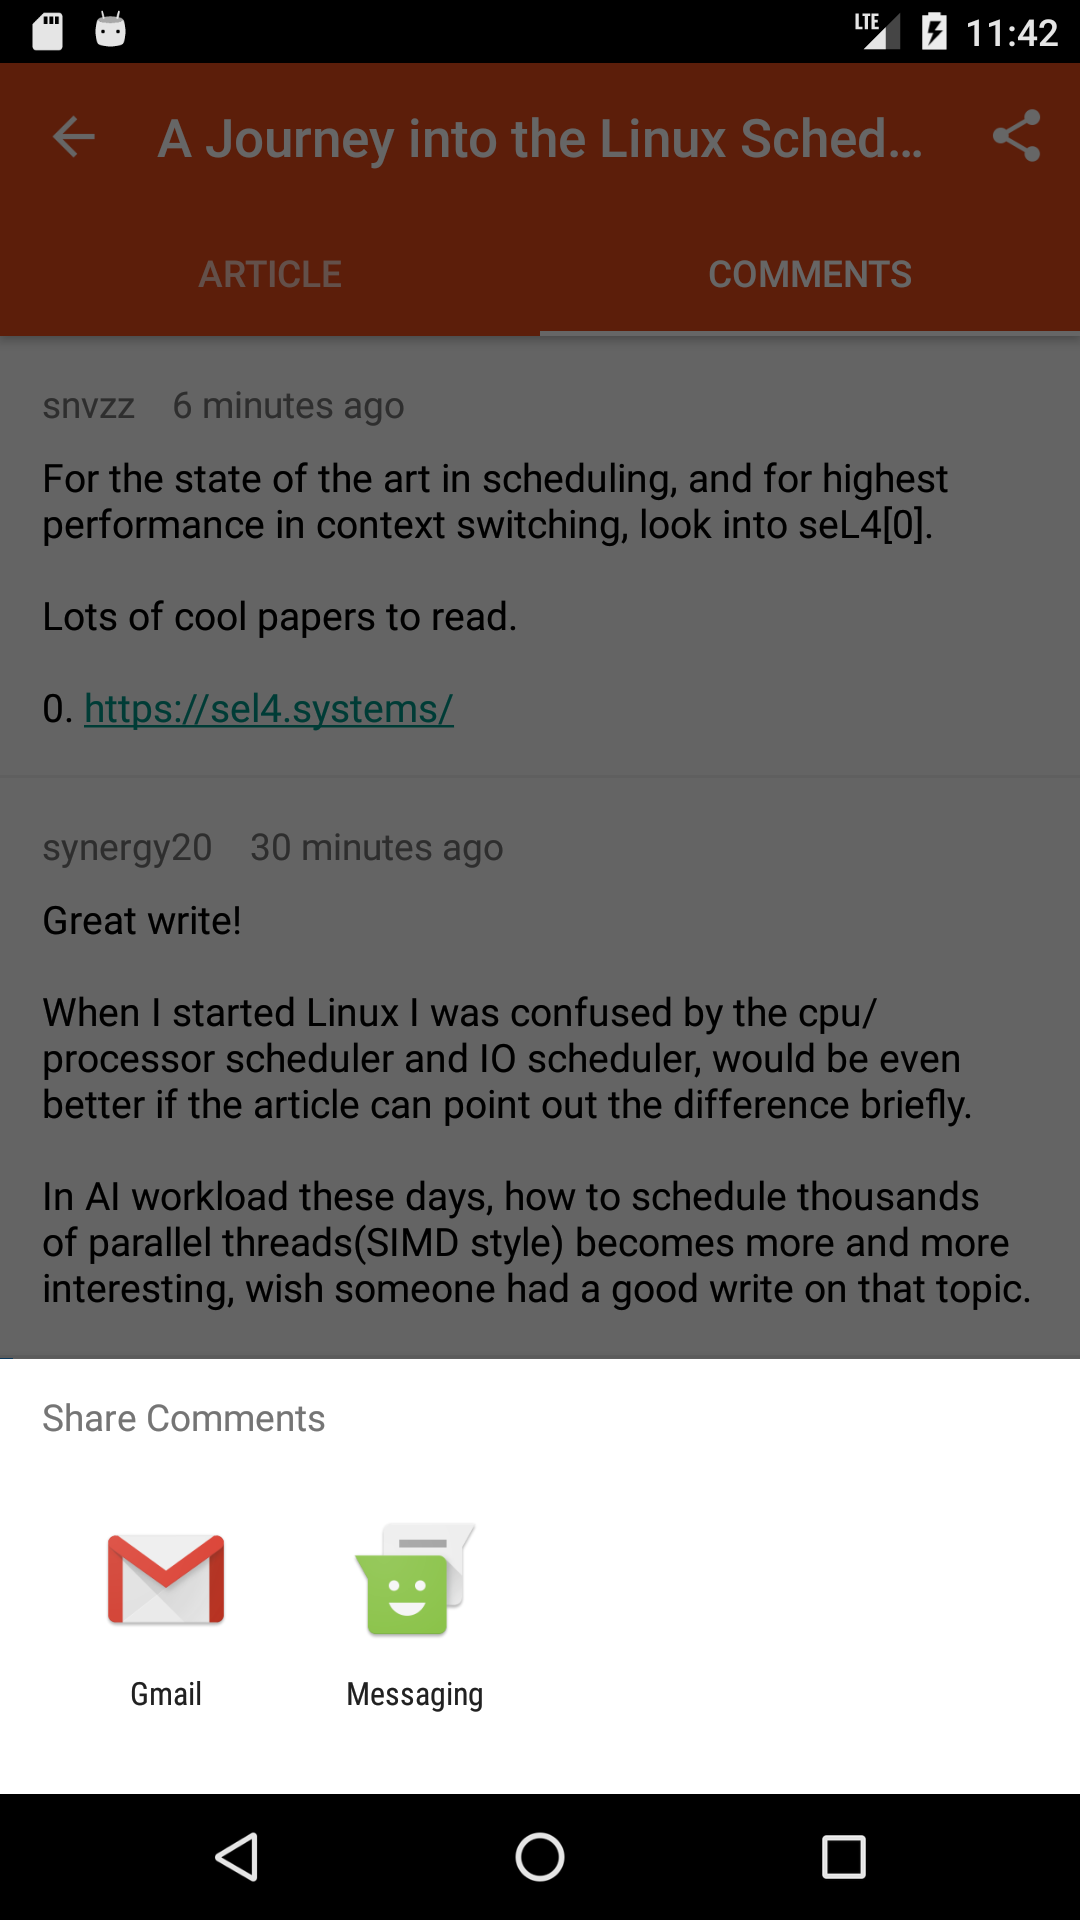 LTE 11:42
A Journey into the Linux Sched...
ARTICLE COMMENTS
snvzz 6 minutes ago
For the state of the art in scheduling, and for highest
performance in context switching, look into seL4[0].
Lots of cool papers to read.
0. https://sel4.systems/
synergy20 30 minutes ago
Great write!
When I started Linux I was confused by the cpu/
processor scheduler and IO scheduler, would be even
better if the article can point out the difference briefly.
In AI workload these days, how to schedule thousands
of parallel threads(SIMD style) becomes more and more
interesting, wish someone had a good write on that topic.
Share Comments
Gmail Messaging